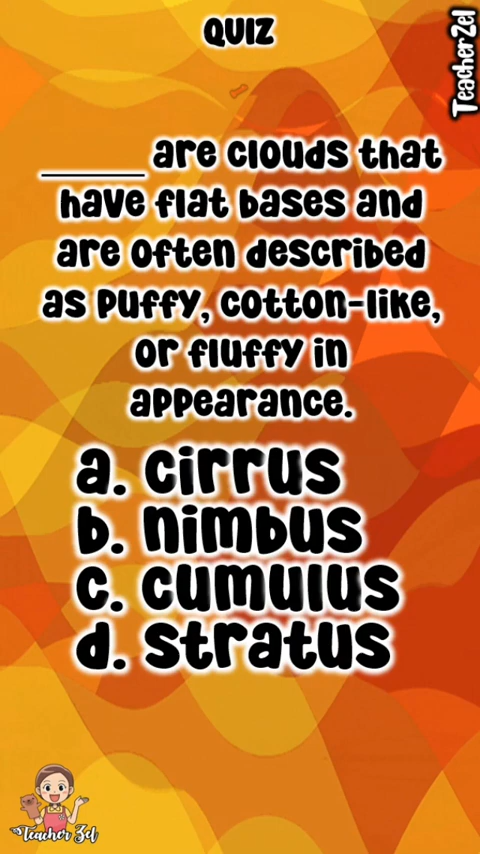 QUIZ
TeacherZel
_____ are clouds that
have flat bases and
are often described
as puffy, cotton-like,
or fluffy in
appearance.
a. cirrus
b. nimbus
c. cumulus
d. stratus
Teacher Zel